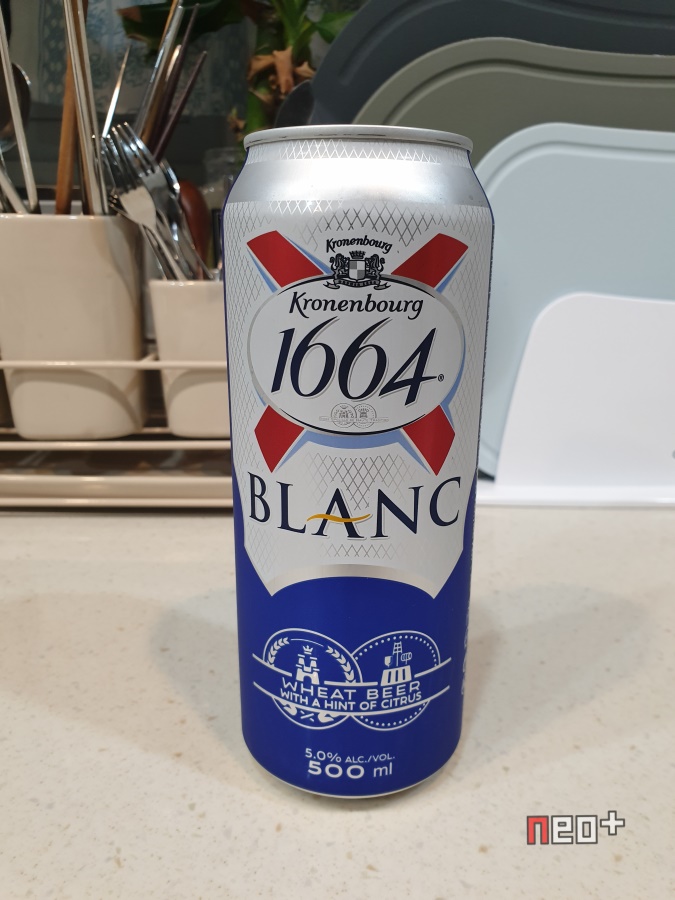 Kronenbourg
Kronenbourg
1664
BLANC
WHEAT BEER
WITH A HINT OF CITRUS
5.0% ALC./VOL.
500 ml
neo+